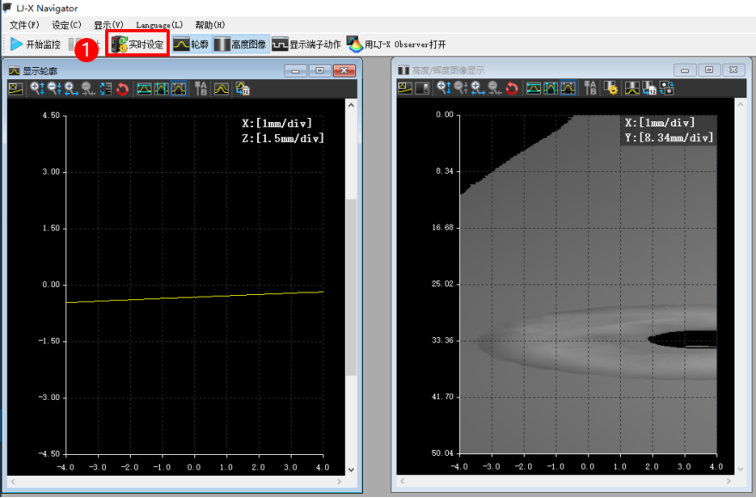 LJ-X Navigator
文件(F) 设定(C) 显示(V) Language(L) 帮助(H)
开始监控 1 实时设定 轮廓 高度图像 显示端子动作 用LJ-X Observer打开
显示轮廓
X:[1mm/div]
Z:[1.5mm/div]
4.50
3.00
1.50
0.00
-1.50
-3.00
-4.50
-4.0 -3.0 -2.0 -1.0 0.0 1.0 2.0 3.0 4.0
高度/辉度图像显示
X:[1mm/div]
Y:[8.34mm/div]
0.00
8.34
16.68
25.02
33.36
41.70
50.04
-4.0 -3.0 -2.0 -1.0 0.0 1.0 2.0 3.0 4.0